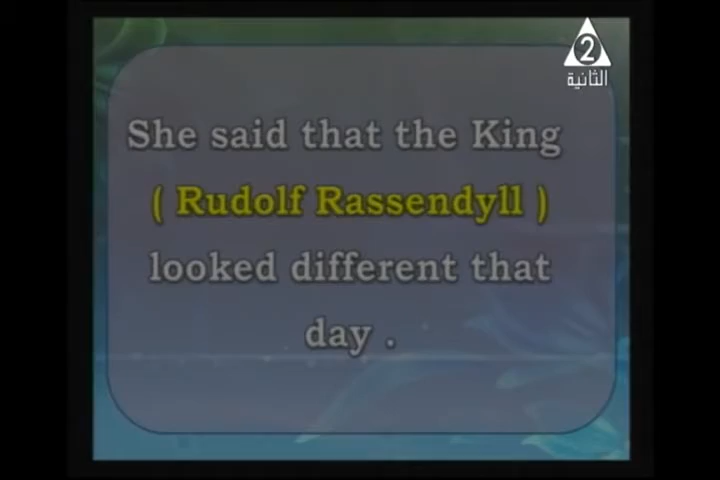 2
الثانية
She said that the King
( Rudolf Rassendyll )
looked different that
day .